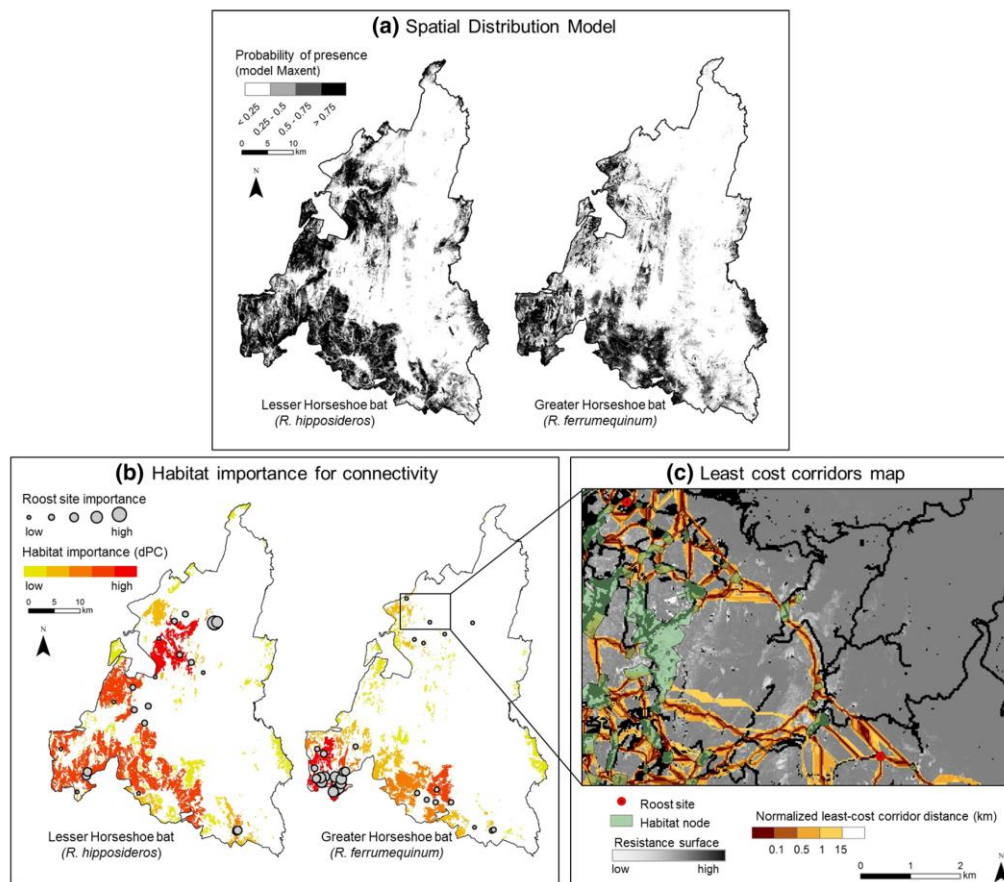 (a) Spatial Distribution Model
Probability of presence
(model Maxent)
< 0.25
0.25 - 0.5
0.5 - 0.75
> 0.75
0 5 10
km
N
Lesser Horseshoe bat
(R. hipposideros)
Greater Horseshoe bat
(R. ferrumequinum)
(b) Habitat importance for connectivity
Roost site importance
low high
Habitat importance (dPC)
low high
0 5 10
km
N
Lesser Horseshoe bat
(R. hipposideros)
Greater Horseshoe bat
(R. ferrumequinum)
(c) Least cost corridors map
Roost site
Habitat node
Resistance surface
low high
Normalized least-cost corridor distance (km)
0.1 0.5 1 15
0 1 2
km
N